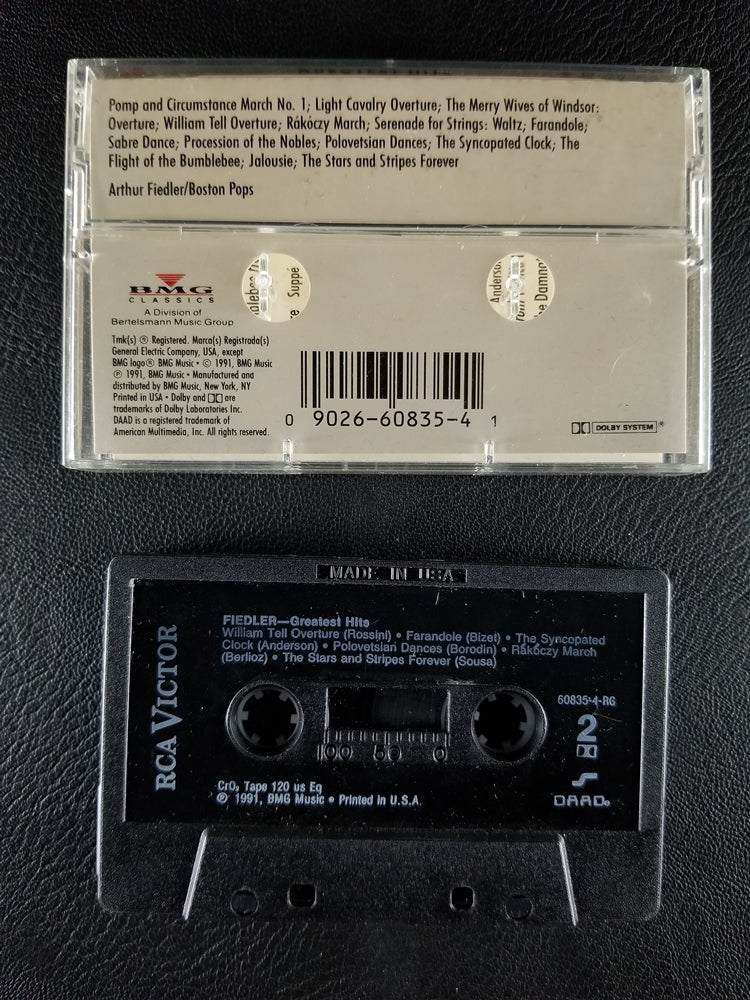 Pomp and Circumstance March No. 1; Light Cavalry Overture; The Merry Wives of Windsor:
Overture; William Tell Overture; Rákóczy March; Serenade for Strings: Waltz; Farandole;
Sabre Dance; Procession of the Nobles; Polovetsian Dances; The Syncopated Clock; The
Flight of the Bumblebee; Jalousie; The Stars and Stripes Forever
Arthur Fiedler/Boston Pops
Suppé
Anderso
e Damna
BMG
CLASSICS
A Division of
Bertelsmann Music Group
Tmk(s) ® Registered. Marca(s) Registrada(s)
General Electric Company, USA, except
BMG logo ® BMG Music • © 1991, BMG Music
℗ 1991, BMG Music • Manufactured and
distributed by BMG Music, New York, NY
Printed in USA • Dolby and are
trademarks of Dolby Laboratories Inc.
DAAD is a registered trademark of
American Multimedia, Inc. All rights reserved.
0 9026-60835-4 1
DOLBY SYSTEM®
MADE IN USA
RCA VICTOR
FIEDLER—Greatest Hits
William Tell Overture (Rossini) • Farandole (Bizet) • The Syncopated
Clock (Anderson) • Polovetsian Dances (Borodin) • Rákóczy March
(Berlioz) • The Stars and Stripes Forever (Sousa)
60835-4-RG
2
100 50 0
DAAD
CrO₂ Tape 120 us Eq
℗ 1991, BMG Music • Printed in U.S.A.